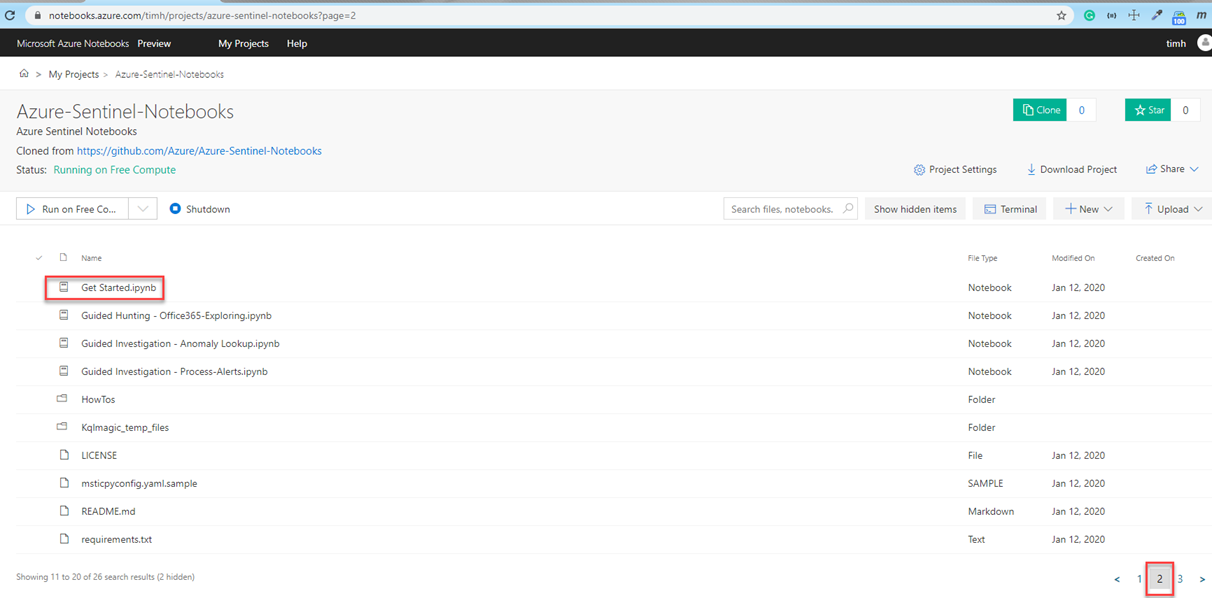 notebooks.azure.com/timh/projects/azure-sentinel-notebooks?page=2
100
Microsoft Azure Notebooks Preview My Projects Help timh
> My Projects > Azure-Sentinel-Notebooks
Azure-Sentinel-Notebooks
Clone 0 Star 0
Azure Sentinel Notebooks
Cloned from https://github.com/Azure/Azure-Sentinel-Notebooks
Status: Running on Free Compute
Project Settings Download Project Share
Run on Free Co... Shutdown Search files, notebooks. Show hidden items Terminal New Upload
Name File Type Modified On Created On
Get Started.ipynb Notebook Jan 12, 2020
Guided Hunting - Office365-Exploring.ipynb Notebook Jan 12, 2020
Guided Investigation - Anomaly Lookup.ipynb Notebook Jan 12, 2020
Guided Investigation - Process-Alerts.ipynb Notebook Jan 12, 2020
HowTos Folder
Kqlmagic_temp_files Folder
LICENSE File Jan 12, 2020
msticpyconfig.yaml.sample SAMPLE Jan 12, 2020
README.md Markdown Jan 12, 2020
requirements.txt Text Jan 12, 2020
Showing 11 to 20 of 26 search results (2 hidden) < 1 2 3 >